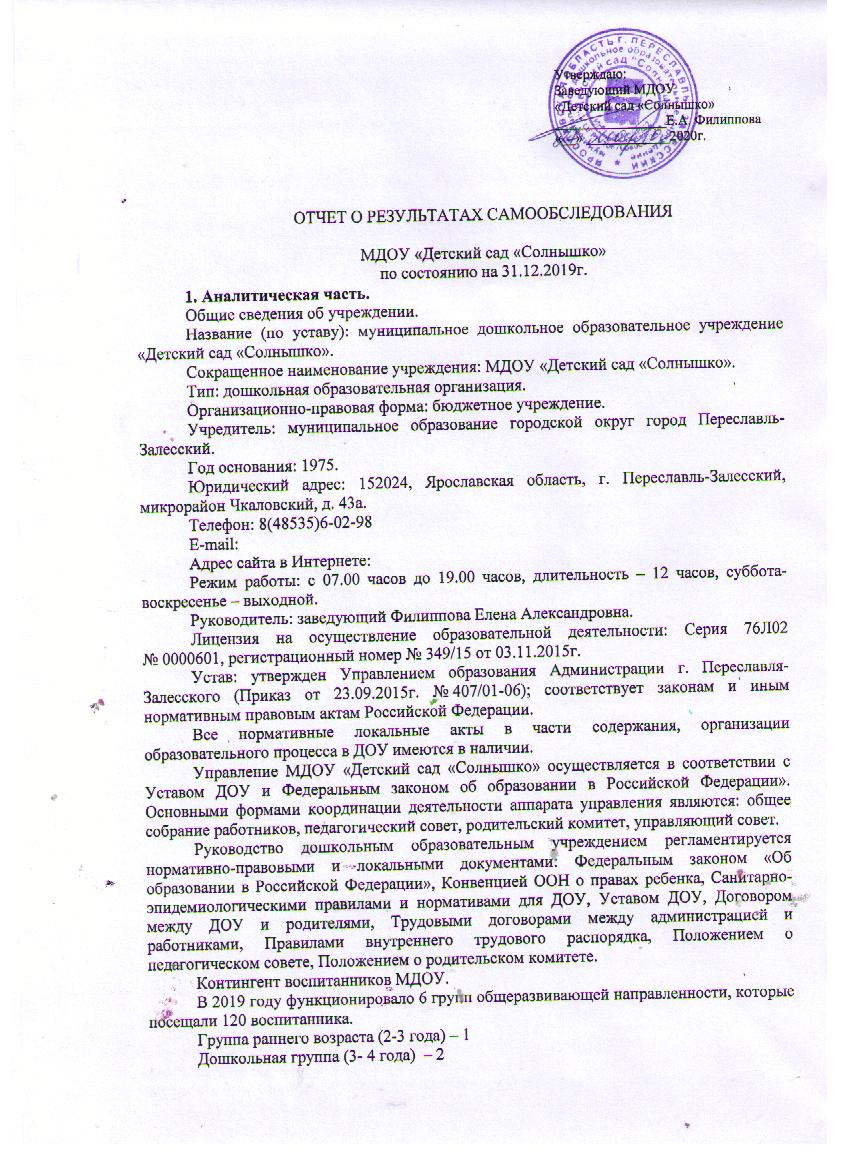 Утверждаю:
Заведующий МДОУ
«Детский сад «Солнышко»
Е.А. Филиппова
2020г.
ОТЧЕТ О РЕЗУЛЬТАТАХ САМООБСЛЕДОВАНИЯ
МДОУ «Детский сад «Солнышко»
по состоянию на 31.12.2019г.
1. Аналитическая часть.
Общие сведения об учреждении.
Название (по уставу): муниципальное дошкольное образовательное учреждение
«Детский сад «Солнышко».
Сокращенное наименование учреждения: МДОУ «Детский сад «Солнышко».
Тип: дошкольная образовательная организация.
Организационно-правовая форма: бюджетное учреждение.
Учредитель: муниципальное образование городской округ город Переславль-
Залесский.
Год основания: 1975.
Юридический адрес: 152024, Ярославская область, г. Переславль-Залесский,
микрорайон Чкаловский, д. 43а.
Телефон: 8(48535)6-02-98
E-mail:
Адрес сайта в Интернете:
Режим работы: с 07.00 часов до 19.00 часов, длительность – 12 часов, суббота-
воскресенье – выходной.
Руководитель: заведующий Филиппова Елена Александровна.
Лицензия на осуществление образовательной деятельности: Серия 76Л02
№ 0000601, регистрационный номер № 349/15 от 03.11.2015г.
Устав: утвержден Управлением образования Администрации г. Переславля-
Залесского (Приказ от 23.09.2015г. № 407/01-06); соответствует законам и иным
нормативным правовым актам Российской Федерации.
Все нормативные локальные акты в части содержания, организации
образовательного процесса в ДОУ имеются в наличии.
Управление МДОУ «Детский сад «Солнышко» осуществляется в соответствии с
Уставом ДОУ и Федеральным законом об образовании в Российской Федерации».
Основными формами координации деятельности аппарата управления являются: общее
собрание работников, педагогический совет, родительский комитет, управляющий совет.
Руководство дошкольным образовательным учреждением регламентируется
нормативно-правовыми и локальными документами: Федеральным законом «Об
образовании в Российской Федерации», Конвенцией ООН о правах ребенка, Санитарно-
эпидемиологическими правилами и нормативами для ДОУ, Уставом ДОУ, Договором
между ДОУ и родителями, Трудовыми договорами между администрацией и
работниками, Правилами внутреннего трудового распорядка, Положением о
педагогическом совете, Положением о родительском комитете.
Контингент воспитанников МДОУ.
В 2019 году функционировало 6 групп общеразвивающей направленности, которые
посещали 120 воспитанника.
Группа раннего возраста (2-3 года) – 1
Дошкольная группа (3- 4 года) – 2